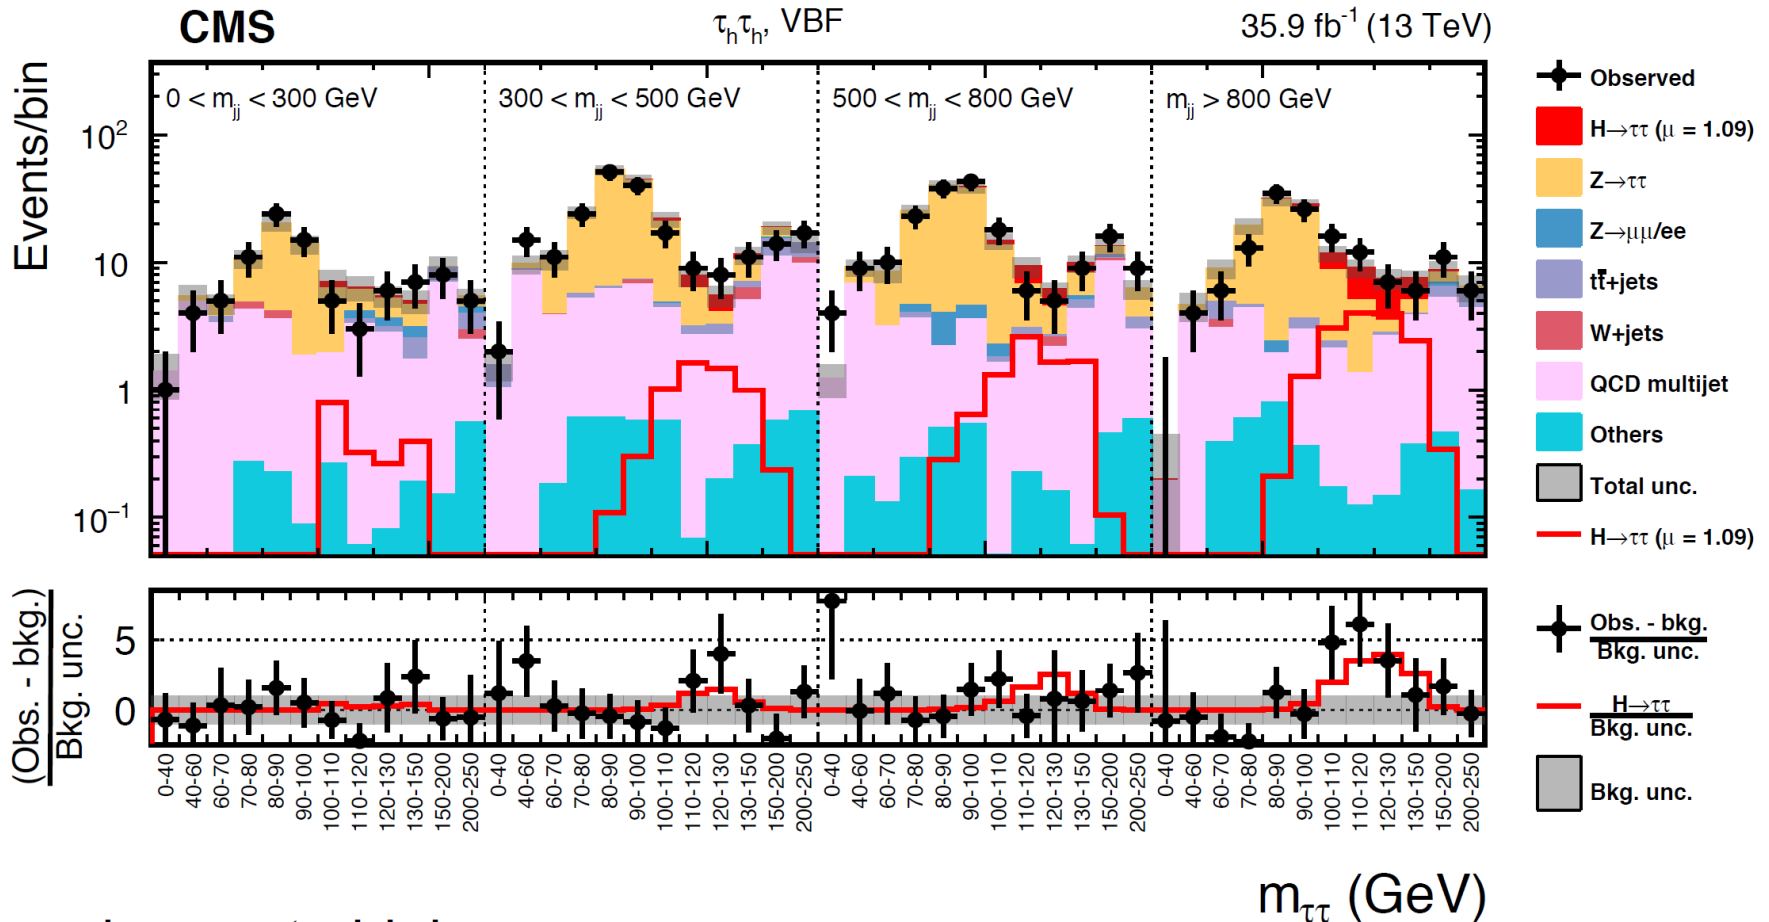 CMS
τhτh, VBF
35.9 fb⁻¹ (13 TeV)
Events/bin
0 < mjj < 300 GeV
300 < mjj < 500 GeV
500 < mjj < 800 GeV
mjj > 800 GeV
10²
10
1
10⁻¹
Observed
H→ττ (μ = 1.09)
Z→ττ
Z→μμ/ee
tt̄+jets
W+jets
QCD multijet
Others
Total unc.
H→ττ (μ = 1.09)
(Obs. - bkg.)
Bkg. unc.
5
0
Obs. - bkg.
Bkg. unc.
H→ττ
Bkg. unc.
Bkg. unc.
0-40 40-60 60-70 70-80 80-90 90-100 100-110 110-120 120-130 130-150 150-200 200-250 0-40 40-60 60-70 70-80 80-90 90-100 100-110 110-120 120-130 130-150 150-200 200-250 0-40 40-60 60-70 70-80 80-90 90-100 100-110 110-120 120-130 130-150 150-200 200-250 0-40 40-60 60-70 70-80 80-90 90-100 100-110 110-120 120-130 130-150 150-200 200-250
mττ (GeV)